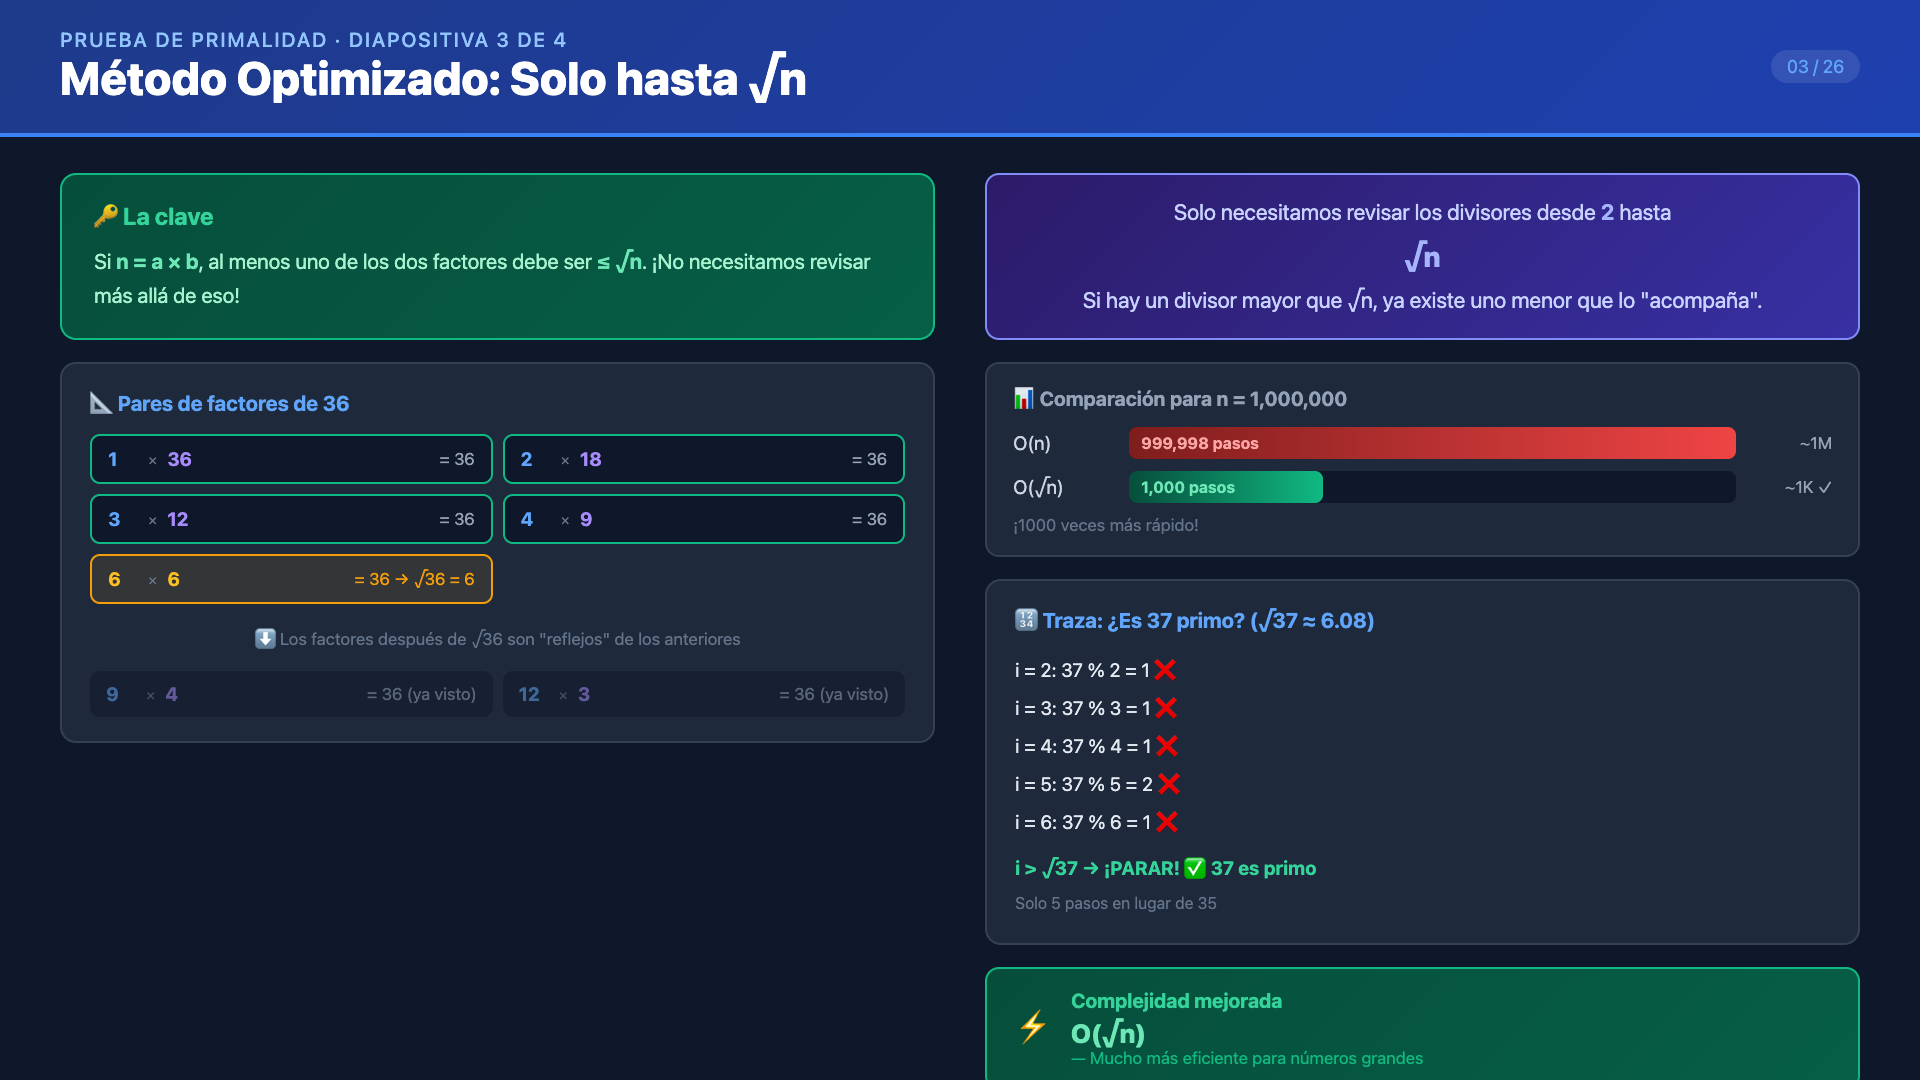 PRUEBA DE PRIMALIDAD · DIAPOSITIVA 3 DE 4
Método Optimizado: Solo hasta √n
03 / 26
🔑 La clave
Si n = a × b, al menos uno de los dos factores debe ser ≤ √n. ¡No necesitamos revisar
más allá de eso!
📐 Pares de factores de 36
1 × 36 = 36
2 × 18 = 36
3 × 12 = 36
4 × 9 = 36
6 × 6 = 36 → √36 = 6
⬇️ Los factores después de √36 son "reflejos" de los anteriores
9 × 4 = 36 (ya visto)
12 × 3 = 36 (ya visto)
Solo necesitamos revisar los divisores desde 2 hasta
√n
Si hay un divisor mayor que √n, ya existe uno menor que lo "acompaña".
📊 Comparación para n = 1,000,000
O(n) 999,998 pasos ~1M
O(√n) 1,000 pasos ~1K ✓
¡1000 veces más rápido!
🔢 Traza: ¿Es 37 primo? (√37 ≈ 6.08)
i = 2: 37 % 2 = 1 ❌
i = 3: 37 % 3 = 1 ❌
i = 4: 37 % 4 = 1 ❌
i = 5: 37 % 5 = 2 ❌
i = 6: 37 % 6 = 1 ❌
i > √37 → ¡PARAR! ✅ 37 es primo
Solo 5 pasos en lugar de 35
⚡ Complejidad mejorada
O(√n)
— Mucho más eficiente para números grandes